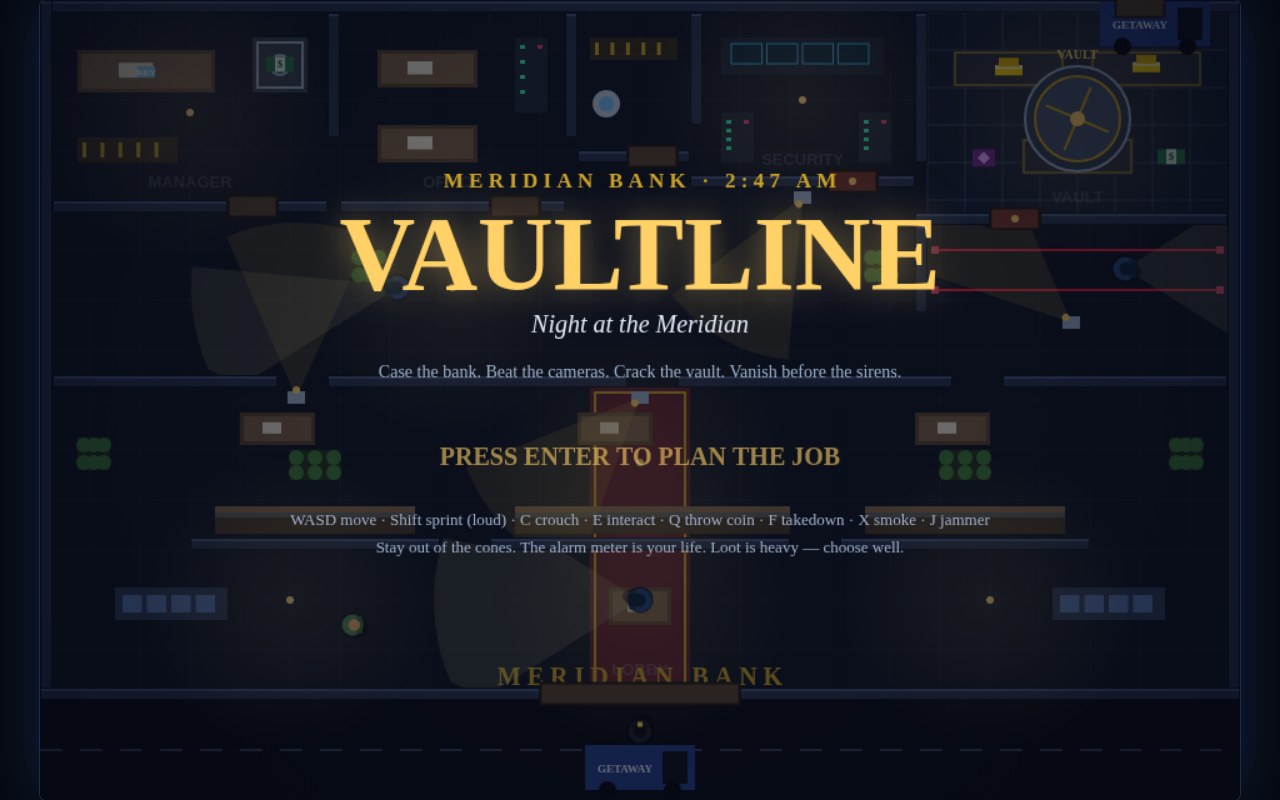 GETAWAY
VAULT
KEY
$
$
MANAGER
SECURITY
VAULT
MERIDIAN BANK · 2:47 AM
VAULTLINE
Night at the Meridian
Case the bank. Beat the cameras. Crack the vault. Vanish before the sirens.
PRESS ENTER TO PLAN THE JOB
WASD move · Shift sprint (loud) · C crouch · E interact · Q throw coin · F takedown · X smoke · J jammer
Stay out of the cones. The alarm meter is your life. Loot is heavy — choose well.
LOBBY
MERIDIAN BANK
GETAWAY